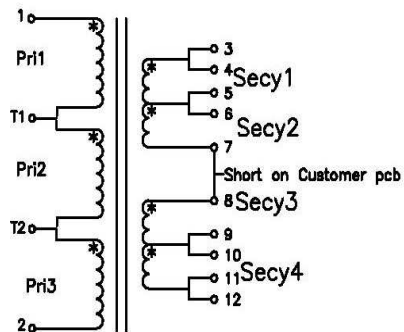 1
Pri1
T1
Pri2
T2
Pri3
2
3
4 Secy1
5
6 Secy2
7
Short on Customer pcb
8 Secy3
9
10
11 Secy4
12